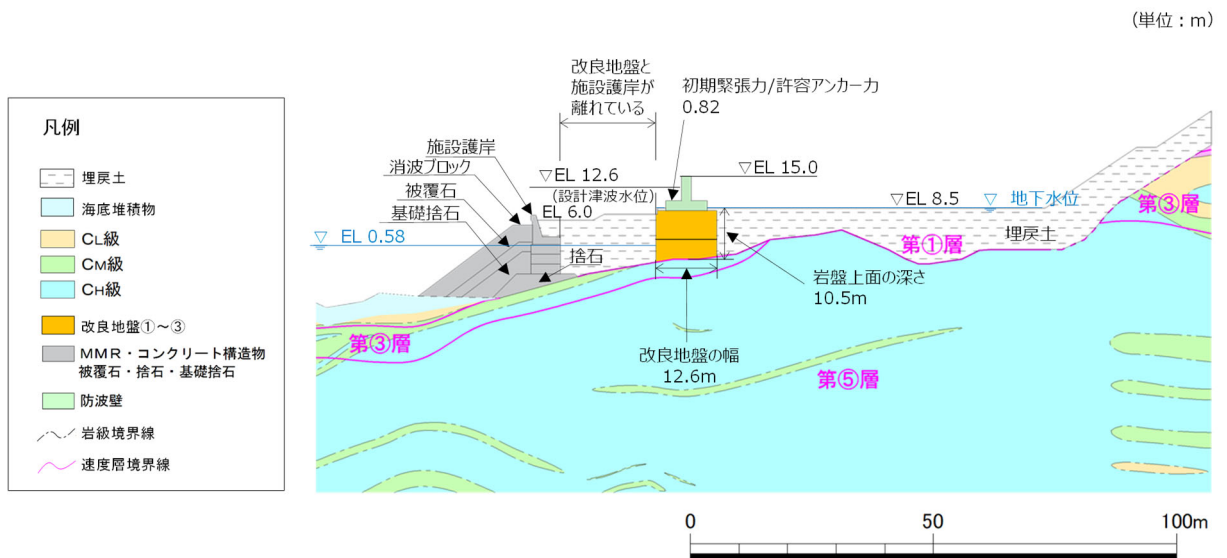 (単位:m)
凡例
埋戻土
海底堆積物
CL級
CM級
CH級
改良地盤①~③
MMR・コンクリート構造物
被覆石・捨石・基礎捨石
防波壁
岩級境界線
速度層境界線
改良地盤と
施設護岸が
離れている
初期緊張力/許容アンカー力
0.82
施設護岸
消波ブロック
被覆石
基礎捨石
▽EL 12.6
(設計津波水位)
EL 6.0
▽EL 15.0
▽EL 8.5
▽ 地下水位
▽ EL 0.58
捨石
第①層
埋戻土
第③層
岩盤上面の深さ
10.5m
第③層
改良地盤の幅
12.6m
第⑤層
0
50
100m